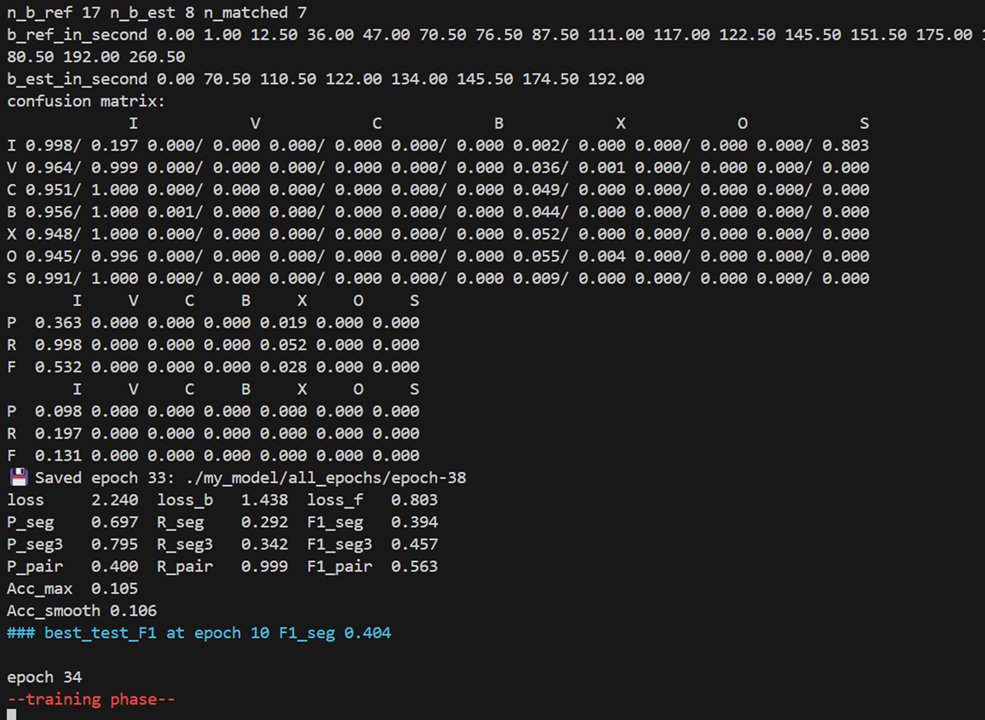 n_b_ref 17 n_b_est 8 n_matched 7
b_ref_in_second 0.00 1.00 12.50 36.00 47.00 70.50 76.50 87.50 111.00 117.00 122.50 145.50 151.50 175.00 1
80.50 192.00 260.50
b_est_in_second 0.00 70.50 110.50 122.00 134.00 145.50 174.50 192.00
confusion matrix:
I V C B X O S
I 0.998/ 0.197 0.000/ 0.000 0.000/ 0.000 0.000/ 0.000 0.002/ 0.000 0.000/ 0.000 0.000/ 0.803
V 0.964/ 0.999 0.000/ 0.000 0.000/ 0.000 0.000/ 0.000 0.036/ 0.001 0.000/ 0.000 0.000/ 0.000
C 0.951/ 1.000 0.000/ 0.000 0.000/ 0.000 0.000/ 0.000 0.049/ 0.000 0.000/ 0.000 0.000/ 0.000
B 0.956/ 1.000 0.001/ 0.000 0.000/ 0.000 0.000/ 0.000 0.044/ 0.000 0.000/ 0.000 0.000/ 0.000
X 0.948/ 1.000 0.000/ 0.000 0.000/ 0.000 0.000/ 0.000 0.052/ 0.000 0.000/ 0.000 0.000/ 0.000
O 0.945/ 0.996 0.000/ 0.000 0.000/ 0.000 0.000/ 0.000 0.055/ 0.004 0.000/ 0.000 0.000/ 0.000
S 0.991/ 1.000 0.000/ 0.000 0.000/ 0.000 0.000/ 0.000 0.009/ 0.000 0.000/ 0.000 0.000/ 0.000
I V C B X O S
P 0.363 0.000 0.000 0.000 0.019 0.000 0.000
R 0.998 0.000 0.000 0.000 0.052 0.000 0.000
F 0.532 0.000 0.000 0.000 0.028 0.000 0.000
I V C B X O S
P 0.098 0.000 0.000 0.000 0.000 0.000 0.000
R 0.197 0.000 0.000 0.000 0.000 0.000 0.000
F 0.131 0.000 0.000 0.000 0.000 0.000 0.000
💾 Saved epoch 33: ./my_model/all_epochs/epoch-38
loss 2.240 loss_b 1.438 loss_f 0.803
P_seg 0.697 R_seg 0.292 F1_seg 0.394
P_seg3 0.795 R_seg3 0.342 F1_seg3 0.457
P_pair 0.400 R_pair 0.999 F1_pair 0.563
Acc_max 0.105
Acc_smooth 0.106
### best_test_F1 at epoch 10 F1_seg 0.404
epoch 34
--training phase--